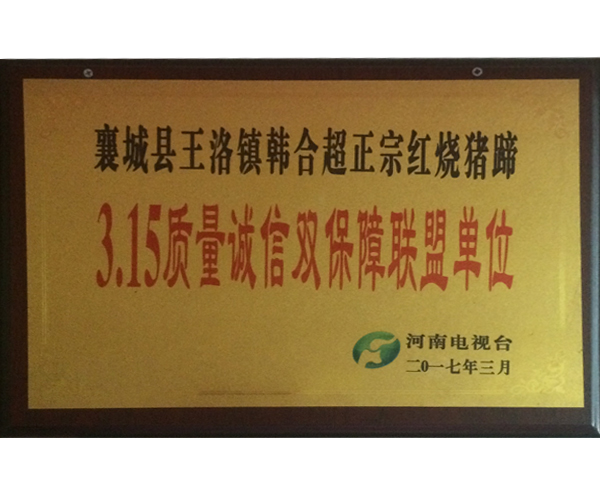 襄城县王洛镇韩合超正宗红烧猪蹄
3.15质量诚信双保障联盟单位
河南电视台
二0一七年三月